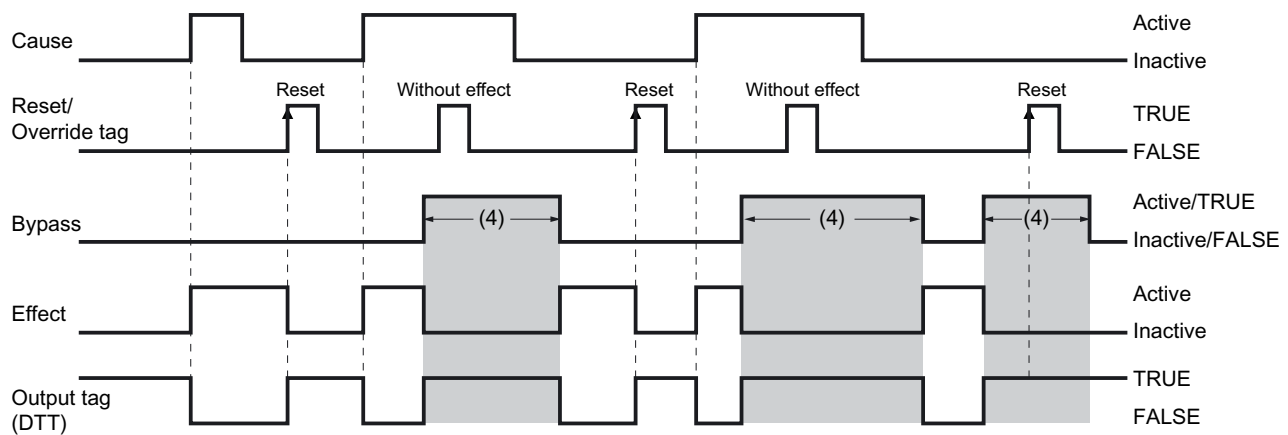 Cause
Active
Inactive
Reset/
Override tag
Reset
Without effect
Reset
Without effect
Reset
TRUE
FALSE
Bypass
(4)
(4)
(4)
Active/TRUE
Inactive/FALSE
Effect
Active
Inactive
Output tag
(DTT)
TRUE
FALSE